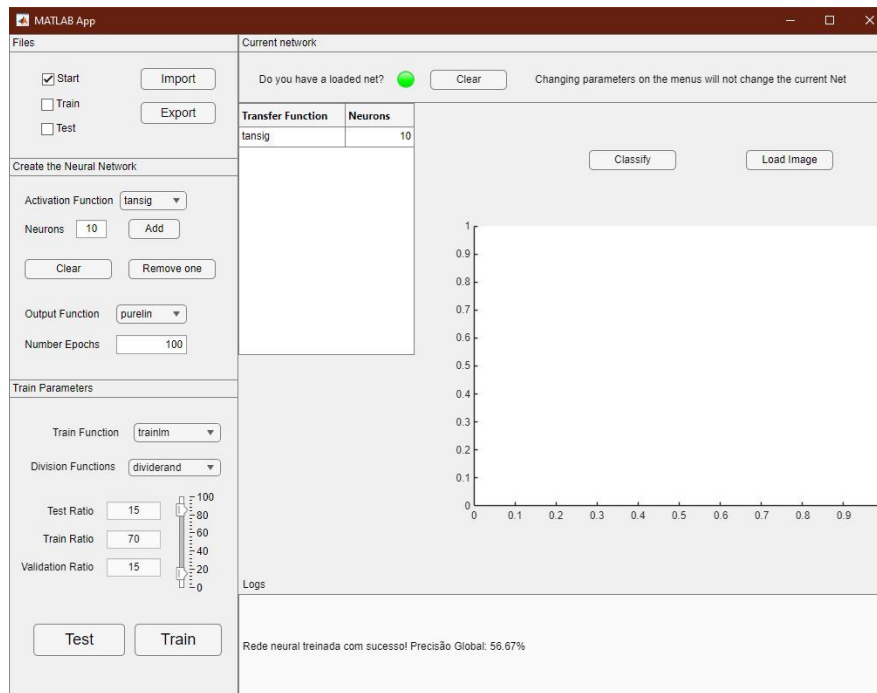 MATLAB App
Files
Start
Import
Train
Export
Test
Create the Neural Network
Activation Function tansig
Neurons 10 Add
Clear Remove one
Output Function purelin
Number Epochs 100
Train Parameters
Train Function trainlm
Division Functions dividerand
Test Ratio 15
Train Ratio 70
Validation Ratio 15
100
80
60
40
20
0
Test Train
Current network
Do you have a loaded net? Clear Changing parameters on the menus will not change the current Net
Transfer Function Neurons
tansig 10
Classify Load Image
1
0.9
0.8
0.7
0.6
0.5
0.4
0.3
0.2
0.1
0
0 0.1 0.2 0.3 0.4 0.5 0.6 0.7 0.8 0.9
Logs
Rede neural treinada com sucesso! Precisão Global: 56.67%